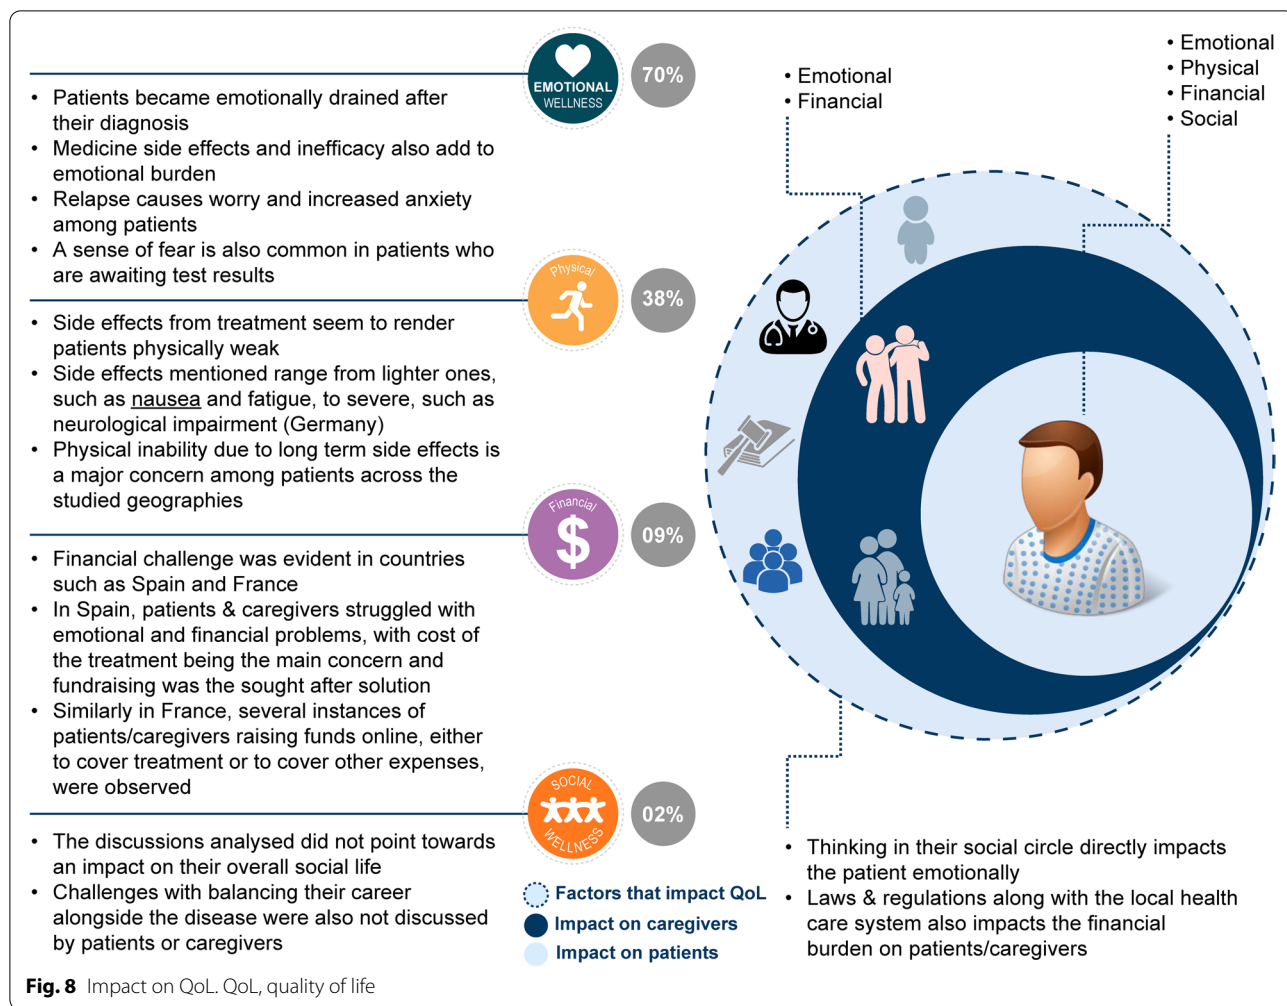 EMOTIONAL
WELLNESS
70%
• Patients became emotionally drained after
their diagnosis
• Medicine side effects and inefficacy also add to
emotional burden
• Relapse causes worry and increased anxiety
among patients
• A sense of fear is also common in patients who
are awaiting test results
Physical
38%
• Side effects from treatment seem to render
patients physically weak
• Side effects mentioned range from lighter ones,
such as nausea and fatigue, to severe, such as
neurological impairment (Germany)
• Physical inability due to long term side effects is
a major concern among patients across the
studied geographies
Financial
$
09%
• Financial challenge was evident in countries
such as Spain and France
• In Spain, patients & caregivers struggled with
emotional and financial problems, with cost of
the treatment being the main concern and
fundraising was the sought after solution
• Similarly in France, several instances of
patients/caregivers raising funds online, either
to cover treatment or to cover other expenses,
were observed
SOCIAL
WELLNESS
02%
• The discussions analysed did not point towards
an impact on their overall social life
• Challenges with balancing their career
alongside the disease were also not discussed
by patients or caregivers
• Emotional
• Financial
• Emotional
• Physical
• Financial
• Social
Factors that impact QoL
Impact on caregivers
Impact on patients
• Thinking in their social circle directly impacts
the patient emotionally
• Laws & regulations along with the local health
care system also impacts the financial
burden on patients/caregivers
Fig. 8 Impact on QoL. QoL, quality of life